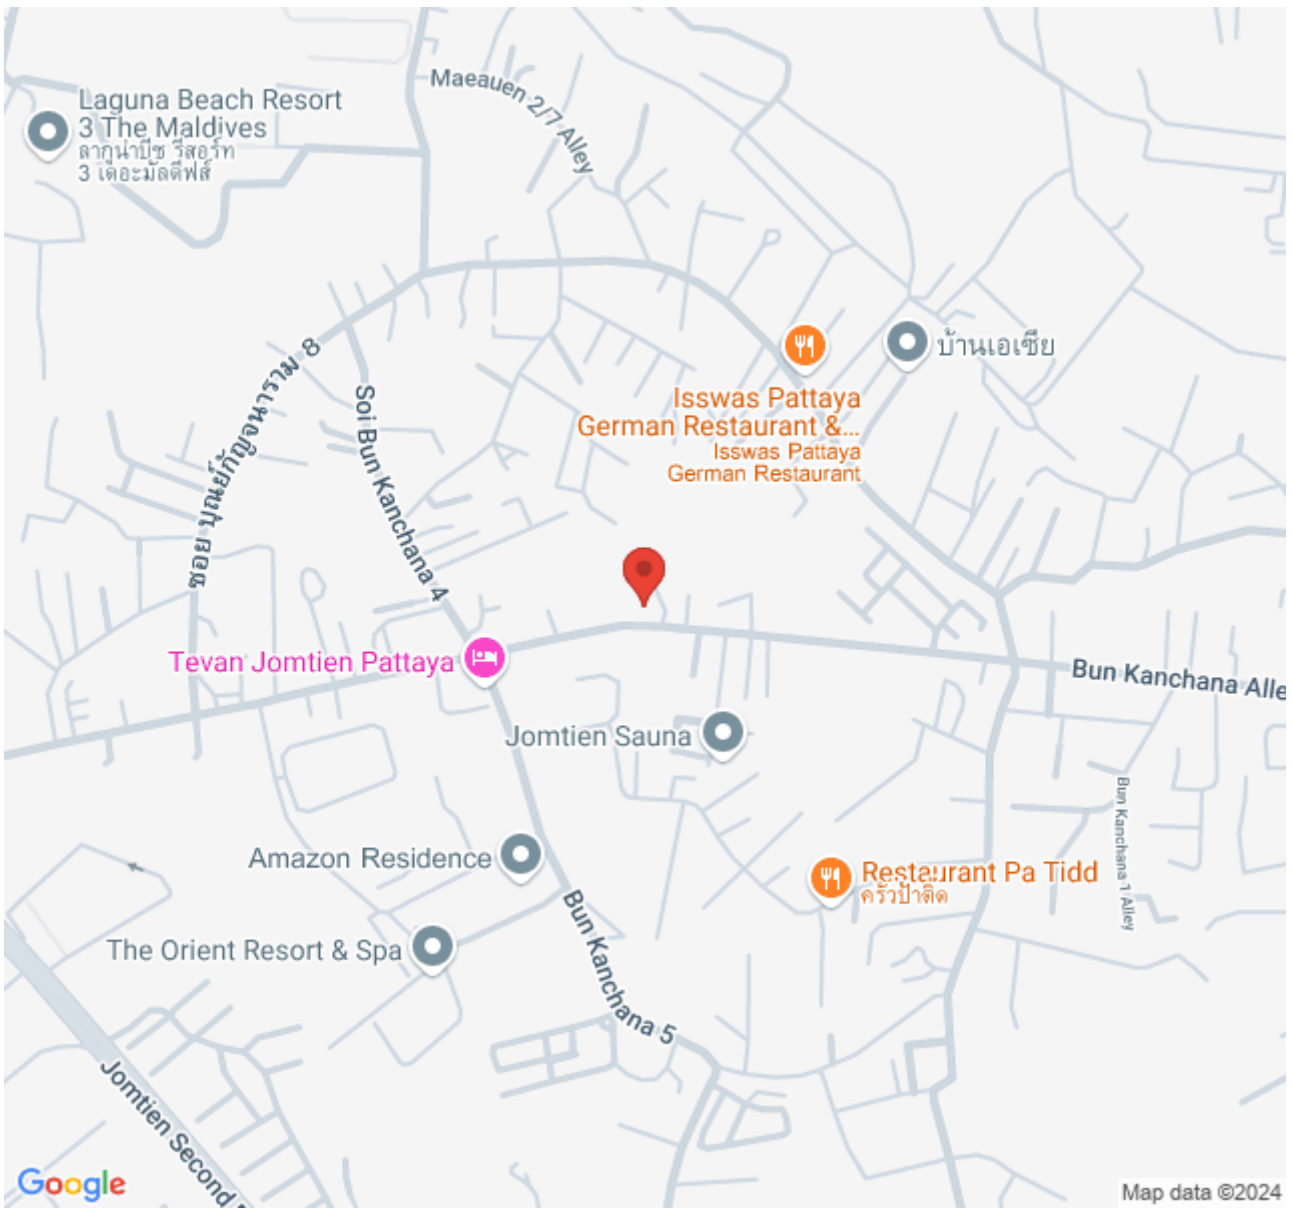 Maeauen 2/7 Alley
Laguna Beach Resort
3 The Maldives
ลากูน่าบีช รีสอร์ท
3 เดอะมัลดีฟส์
ซอย บุณย์กัญจนาราม 8
Soi Bun Kanchana 4
บ้านเอเซีย
Isswas Pattaya
German Restaurant &...
Isswas Pattaya
German Restaurant
Tevan Jomtien Pattaya
Bun Kanchana Alle
Jomtien Sauna
Bun Kanchana 1 Alley
Amazon Residence
Restaurant Pa Tidd
ครัวป้าติ๊ด
Bun Kanchana 5
The Orient Resort & Spa
Jomtien Second
Google
Map data ©2024